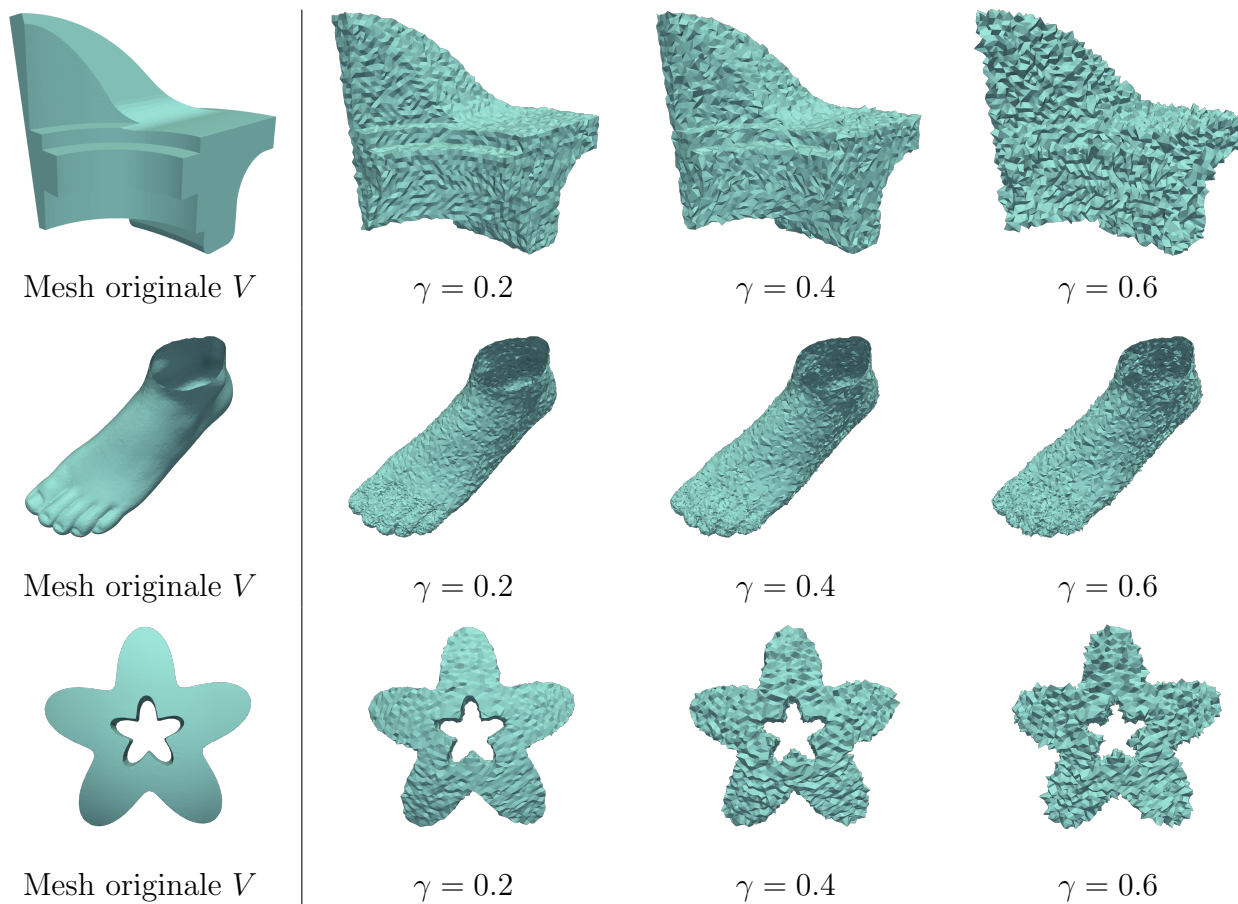 Mesh originale V
γ = 0.2
γ = 0.4
γ = 0.6
Mesh originale V
γ = 0.2
γ = 0.4
γ = 0.6
Mesh originale V
γ = 0.2
γ = 0.4
γ = 0.6